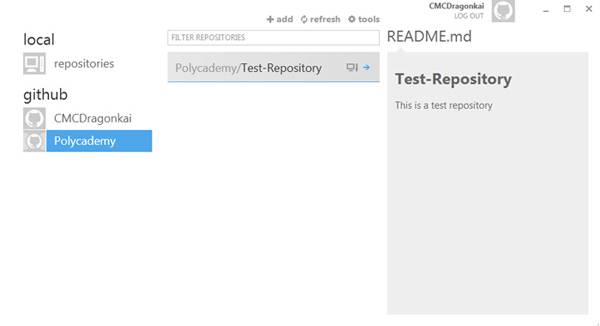 CMCDragonkai
LOG OUT
add refresh tools
local
repositories
github
CMCDragonkai
Polycademy
FILTER REPOSITORIES
Polycademy/Test-Repository
README.md
Test-Repository
This is a test repository